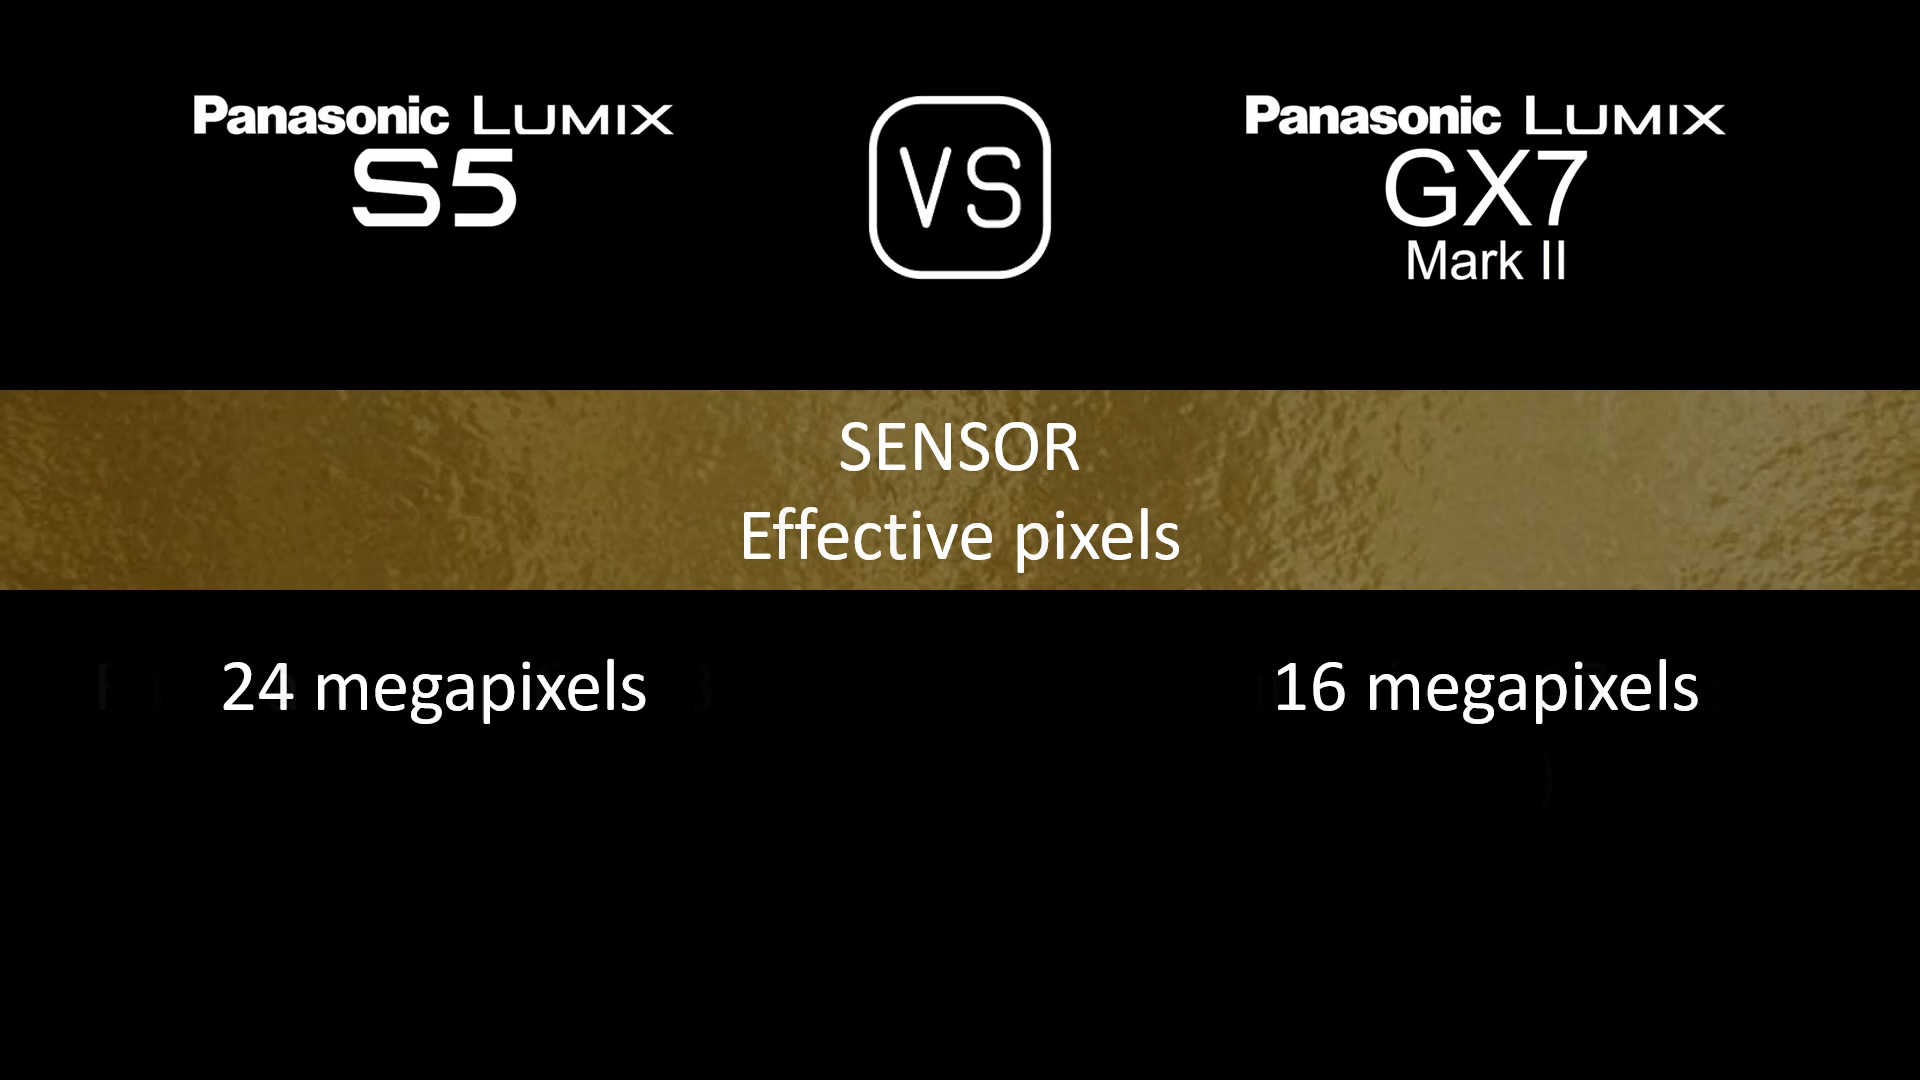 Panasonic LUMIX
S5
VS
Panasonic LUMIX
GX7
Mark II
SENSOR
Effective pixels
24 megapixels
16 megapixels